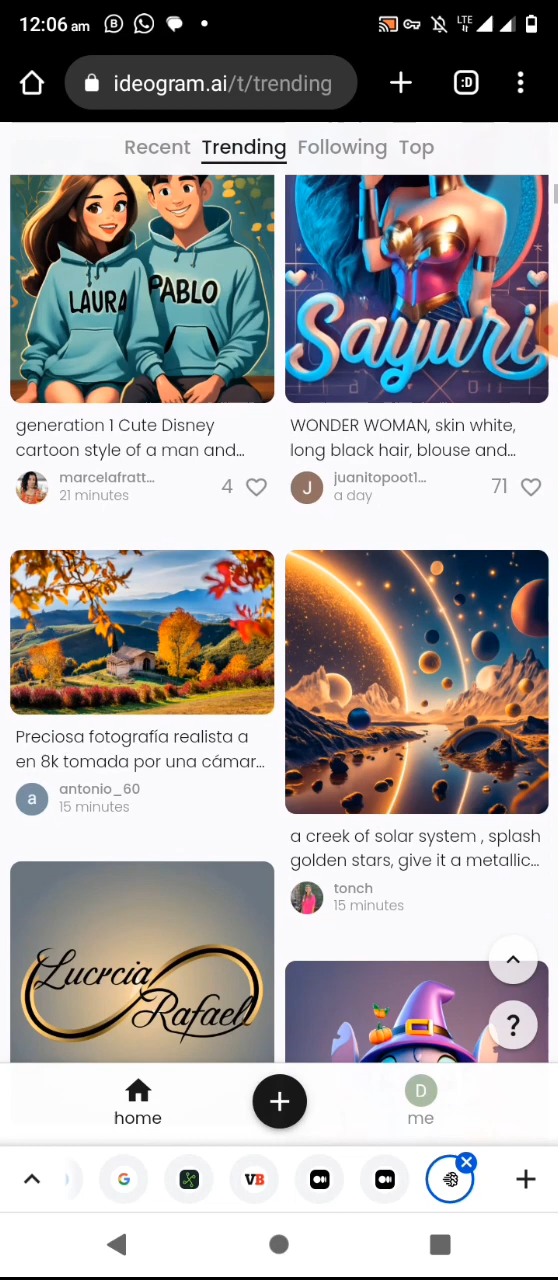 12:06 am
LTE
ideogram.ai/t/trending
:D
Recent Trending Following Top
LAURA
PABLO
Sayuri
generation 1 Cute Disney
cartoon style of a man and...
marcelafratt...
21 minutes
4
WONDER WOMAN, skin white,
long black hair, blouse and...
J
juanitopoot1...
a day
71
Preciosa fotografía realista a
en 8k tomada por una cámar...
a
antonio_60
15 minutes
a creek of solar system , splash
golden stars, give it a metallic...
tonch
15 minutes
Lucrcia
Rafaell
?
home
+
D
me
G
VB